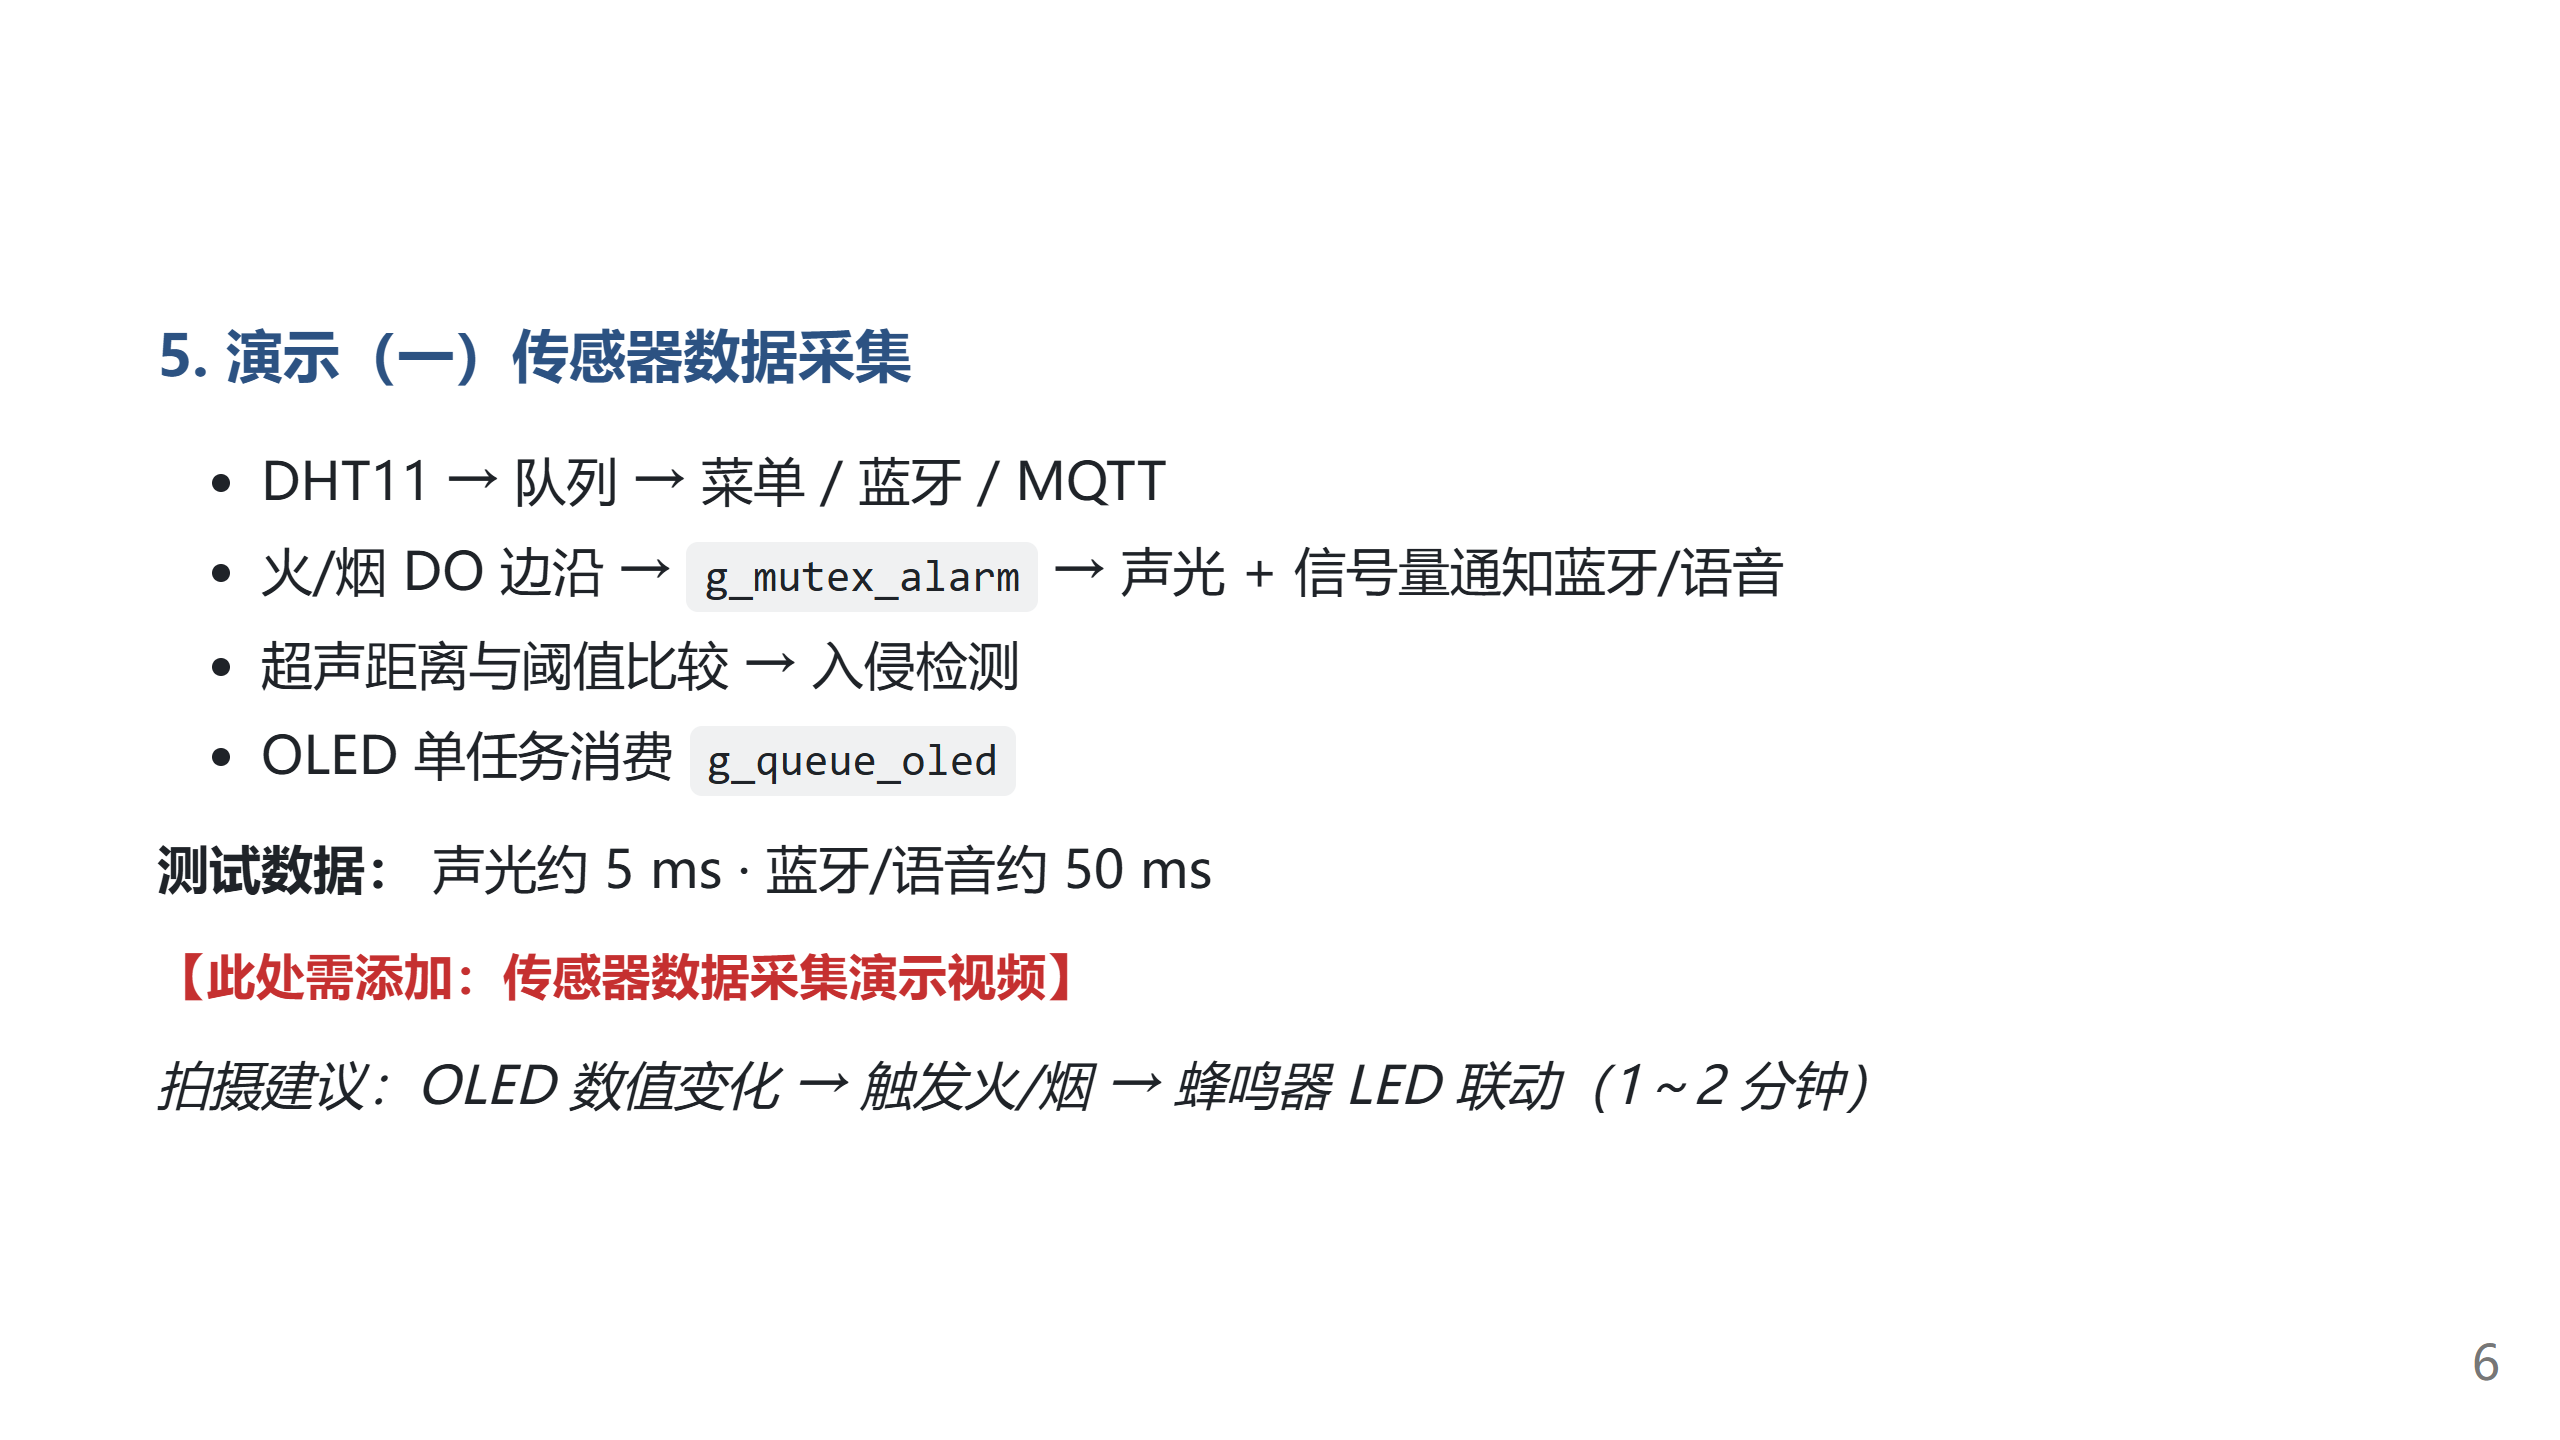 5. 演示（一）传感器数据采集
• DHT11 → 队列 → 菜单 / 蓝牙 / MQTT
• 火/烟 DO 边沿 → g_mutex_alarm → 声光 + 信号量通知蓝牙/语音
• 超声距离与阈值比较 → 入侵检测
• OLED 单任务消费 g_queue_oled
测试数据： 声光约 5 ms · 蓝牙/语音约 50 ms
【此处需添加：传感器数据采集演示视频】
拍摄建议：OLED 数值变化 → 触发火/烟 → 蜂鸣器 LED 联动（1～2 分钟）
6